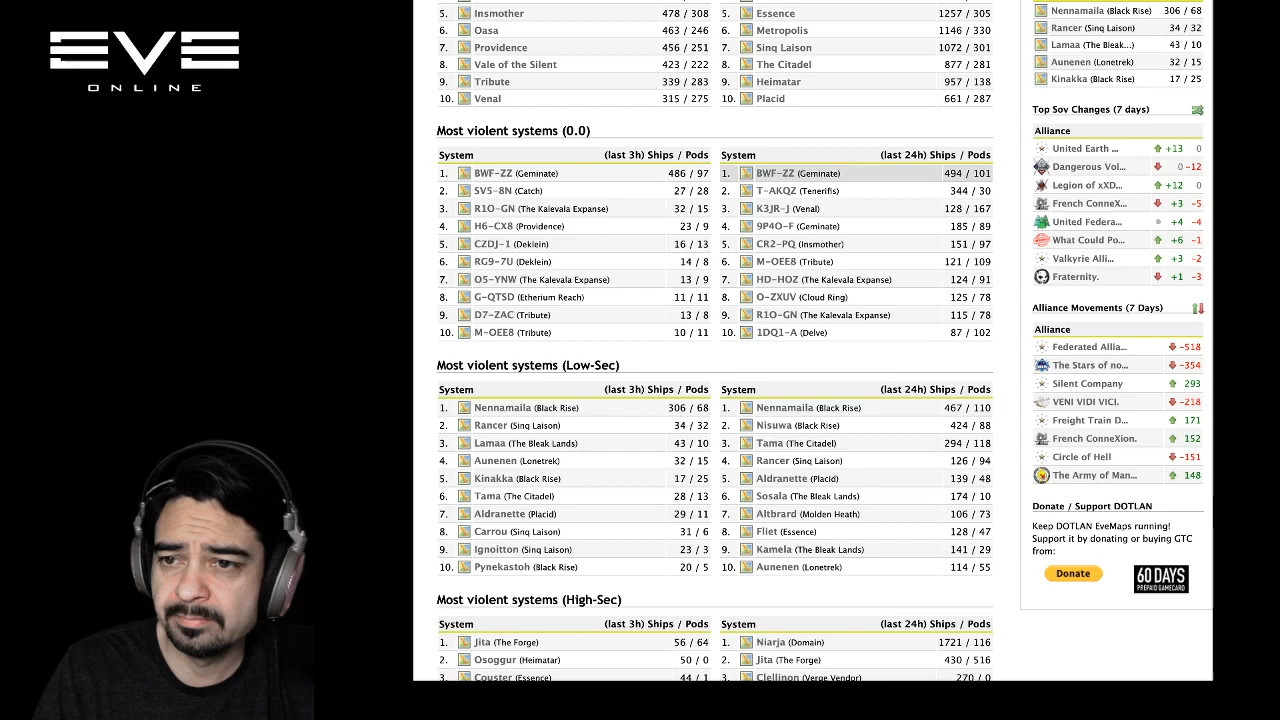 EVE
ONLINE
5. Insmother 478 / 308
6. Oasa 463 / 246
7. Providence 456 / 251
8. Vale of the Silent 423 / 222
9. Tribute 339 / 283
10. Venal 315 / 275
5. Essence 1257 / 305
6. Metropolis 1146 / 330
7. Sinq Laison 1072 / 301
8. The Citadel 877 / 281
9. Heimatar 957 / 138
10. Placid 661 / 287
Most violent systems (0.0)
System (last 3h) Ships / Pods
1. BWF-ZZ (Geminate) 486 / 97
2. SV5-8N (Catch) 27 / 28
3. R1O-GN (The Kalevala Expanse) 32 / 15
4. H6-CX8 (Providence) 23 / 9
5. CZDJ-1 (Deklein) 16 / 13
6. RG9-7U (Deklein) 14 / 8
7. O5-YNW (The Kalevala Expanse) 13 / 9
8. G-QTSD (Etherium Reach) 11 / 11
9. D7-ZAC (Tribute) 13 / 8
10. M-OEE8 (Tribute) 10 / 11
System (last 24h) Ships / Pods
1. BWF-ZZ (Geminate) 494 / 101
2. T-AKQZ (Tenerifis) 344 / 30
3. K3JR-J (Venal) 128 / 167
4. 9P4O-F (Geminate) 185 / 89
5. CR2-PQ (Insmother) 151 / 97
6. M-OEE8 (Tribute) 121 / 109
7. HD-HOZ (The Kalevala Expanse) 124 / 91
8. O-ZXUV (Cloud Ring) 125 / 78
9. R1O-GN (The Kalevala Expanse) 115 / 78
10. 1DQ1-A (Delve) 87 / 102
Most violent systems (Low-Sec)
System (last 3h) Ships / Pods
1. Nennamaila (Black Rise) 306 / 68
2. Rancer (Sinq Laison) 34 / 32
3. Lamaa (The Bleak Lands) 43 / 10
4. Aunenen (Lonetrek) 32 / 15
5. Kinakka (Black Rise) 17 / 25
6. Tama (The Citadel) 28 / 13
7. Aldranette (Placid) 29 / 11
8. Carrou (Sinq Laison) 31 / 6
9. Ignoitton (Sinq Laison) 23 / 3
10. Pynekastoh (Black Rise) 20 / 5
System (last 24h) Ships / Pods
1. Nennamaila (Black Rise) 467 / 110
2. Nisuwa (Black Rise) 424 / 88
3. Tama (The Citadel) 294 / 118
4. Rancer (Sinq Laison) 126 / 94
5. Aldranette (Placid) 139 / 48
6. Sosala (The Bleak Lands) 174 / 10
7. Altbrard (Molden Heath) 106 / 73
8. Fliet (Essence) 128 / 47
9. Kamela (The Bleak Lands) 141 / 29
10. Aunenen (Lonetrek) 114 / 55
Most violent systems (High-Sec)
System (last 3h) Ships / Pods
1. Jita (The Forge) 56 / 64
2. Osoggur (Heimatar) 50 / 0
3. Couster (Essence) 44 / 1
System (last 24h) Ships / Pods
1. Niarja (Domain) 1721 / 116
2. Jita (The Forge) 430 / 516
3. Clellinon (Verge Vendor) 270 / 0
Nennamaila (Black Rise) 306 / 68
Rancer (Sinq Laison) 34 / 32
Lamaa (The Bleak...) 43 / 10
Aunenen (Lonetrek) 32 / 15
Kinakka (Black Rise) 17 / 25
Top Sov Changes (7 days)
Alliance
United Earth ... +13 0
Dangerous Vol... 0 -12
Legion of xXD... +12 0
French ConneX... +3 -5
United Federa... +4 -4
What Could Po... +6 -1
Valkyrie Alli... +3 -2
Fraternity. +1 -3
Alliance Movements (7 Days)
Alliance
Federated Allia... -518
The Stars of no... -354
Silent Company 293
VENI VIDI VICI. -218
Freight Train D... 171
French ConneXion. 152
Circle of Hell -151
The Army of Man... 148
Donate / Support DOTLAN
Keep DOTLAN EveMaps running!
Support it by donating or buying GTC
from:
Donate
60 DAYS
PREPAID GAMECARD